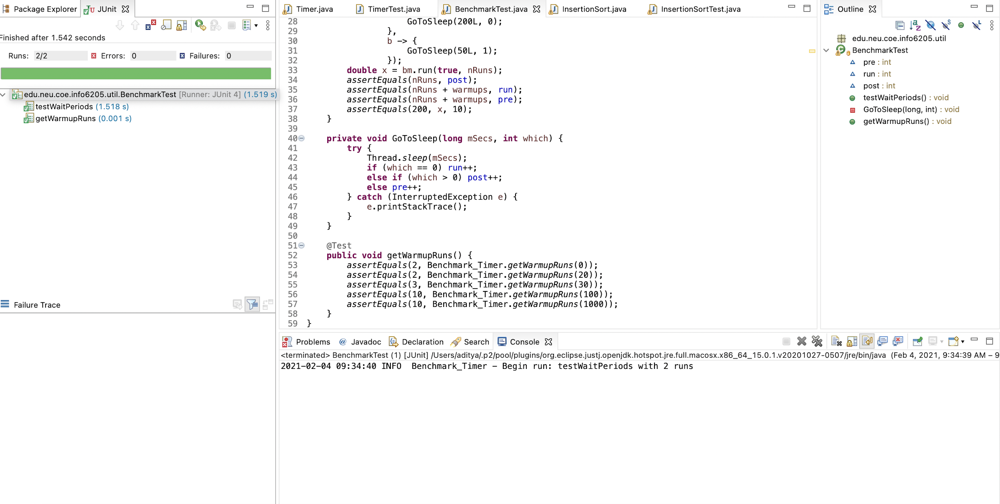 Package Explorer
JUnit
Finished after 1.542 seconds
Runs: 2/2
Errors: 0
Failures: 0
edu.neu.coe.info6205.util.BenchmarkTest [Runner: JUnit 4] (1.519 s)
testWaitPeriods (1.518 s)
getWarmupRuns (0.001 s)
Failure Trace
Timer.java
TimerTest.java
BenchmarkTest.java
InsertionSort.java
InsertionSortTest.java
28 GoToSleep(200L, 0);
29 },
30 b -> {
31 GoToSleep(50L, 1);
32 });
33 double x = bm.run(true, nRuns);
34 assertEquals(nRuns, post);
35 assertEquals(nRuns + warmups, run);
36 assertEquals(nRuns + warmups, pre);
37 assertEquals(200, x, 10);
38 }
39
40 private void GoToSleep(long mSecs, int which) {
41 try {
42 Thread.sleep(mSecs);
43 if (which == 0) run++;
44 else if (which > 0) post++;
45 else pre++;
46 } catch (InterruptedException e) {
47 e.printStackTrace();
48 }
49 }
50
51 @Test
52 public void getWarmupRuns() {
53 assertEquals(2, Benchmark_Timer.getWarmupRuns(0));
54 assertEquals(2, Benchmark_Timer.getWarmupRuns(20));
55 assertEquals(3, Benchmark_Timer.getWarmupRuns(30));
56 assertEquals(10, Benchmark_Timer.getWarmupRuns(100));
57 assertEquals(10, Benchmark_Timer.getWarmupRuns(1000));
58 }
59 }
Outline
edu.neu.coe.info6205.util
BenchmarkTest
pre : int
run : int
post : int
testWaitPeriods() : void
GoToSleep(long, int) : void
getWarmupRuns() : void
Problems
Javadoc
Declaration
Search
Console
<terminated> BenchmarkTest (1) [JUnit] /Users/aditya/.p2/pool/plugins/org.eclipse.justj.openjdk.hotspot.jre.full.macosx.x86_64_15.0.1.v20201027-0507/jre/bin/java (Feb 4, 2021, 9:34:39 AM – 9
2021-02-04 09:34:40 INFO Benchmark_Timer - Begin run: testWaitPeriods with 2 runs